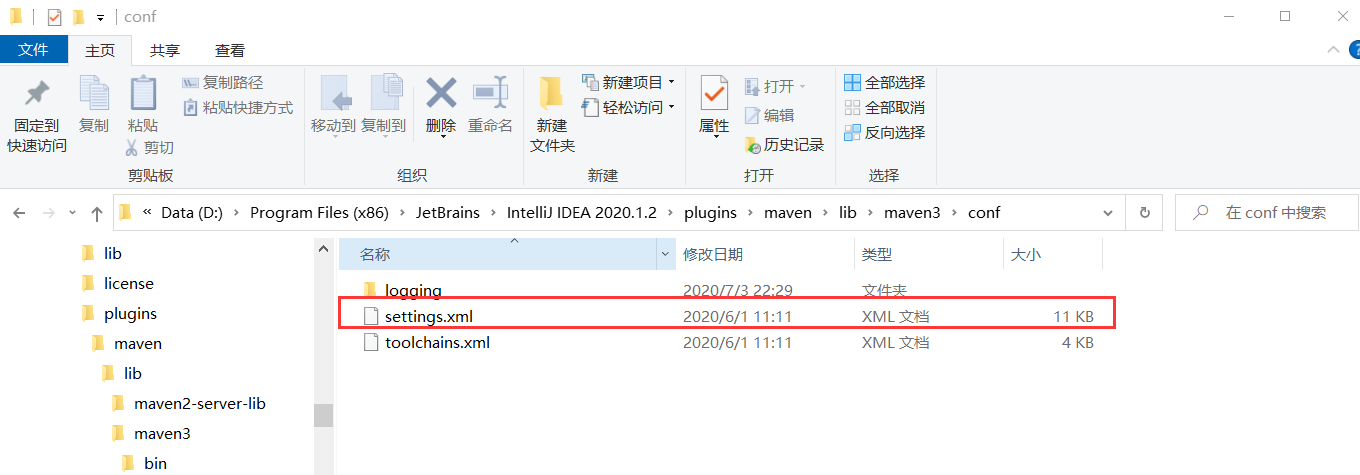 conf
文件 主页 共享 查看
固定到
快速访问
复制
粘贴
复制路径
粘贴快捷方式
剪切
剪贴板
移动到 复制到 删除 重命名
组织
新建
文件夹
新建项目
轻松访问
新建
属性
打开
编辑
历史记录
打开
全部选择
全部取消
反向选择
选择
« Data (D:) › Program Files (x86) › JetBrains › IntelliJ IDEA 2020.1.2 › plugins › maven › lib › maven3 › conf
在 conf 中搜索
lib
license
plugins
maven
lib
maven2-server-lib
maven3
bin
名称 修改日期 类型 大小
logging 2020/7/3 22:29 文件夹
settings.xml 2020/6/1 11:11 XML 文档 11 KB
toolchains.xml 2020/6/1 11:11 XML 文档 4 KB